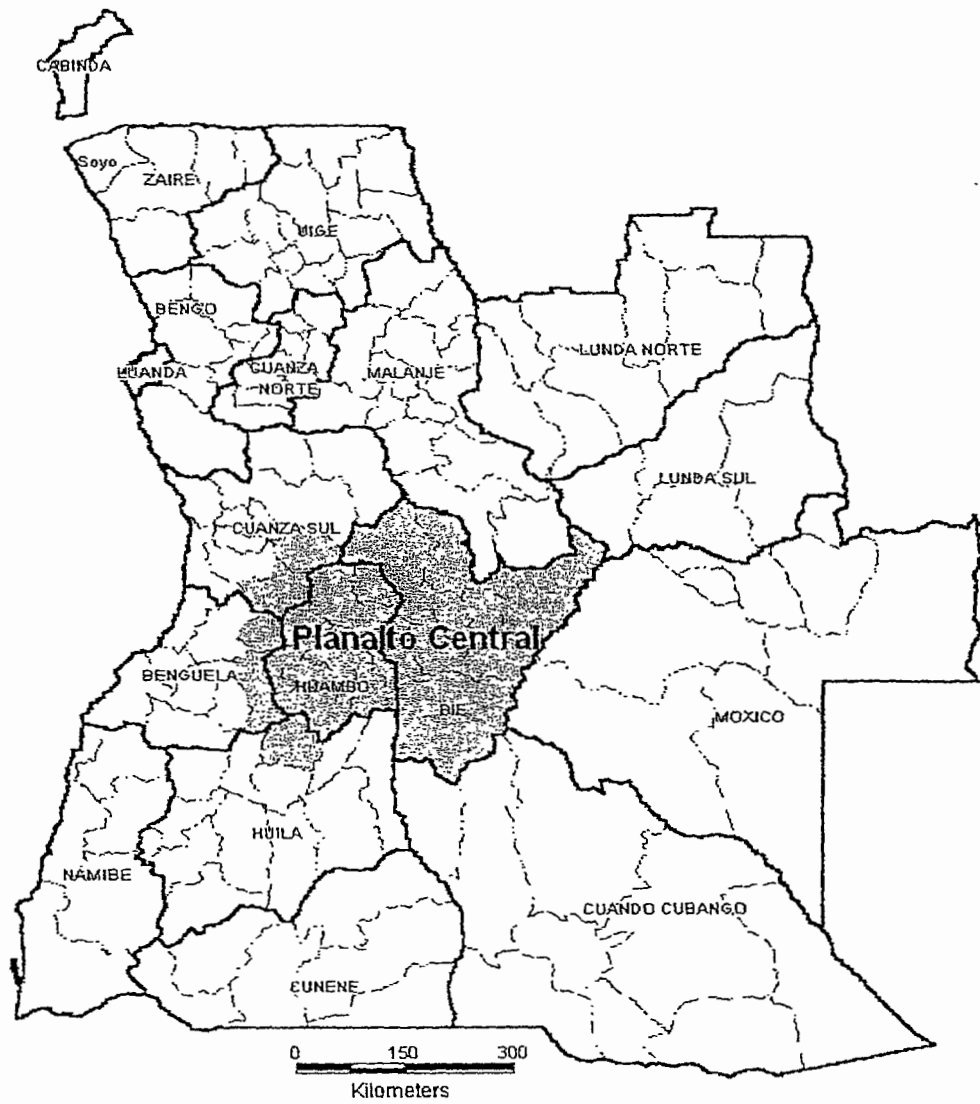 CABINDA
Soyo
ZAIRE
UIGE
BENGO
LUANDA
CUANZA
NORTE
MALANJE
LUNDA NORTE
LUNDA SUL
CUANZA SUL
Planalto Central
BENGUELA
HUAMBO
BIE
MOXICO
HUILA
NAMIBE
CUANDO CUBANGO
CUNENE
0 150 300
Kilometers